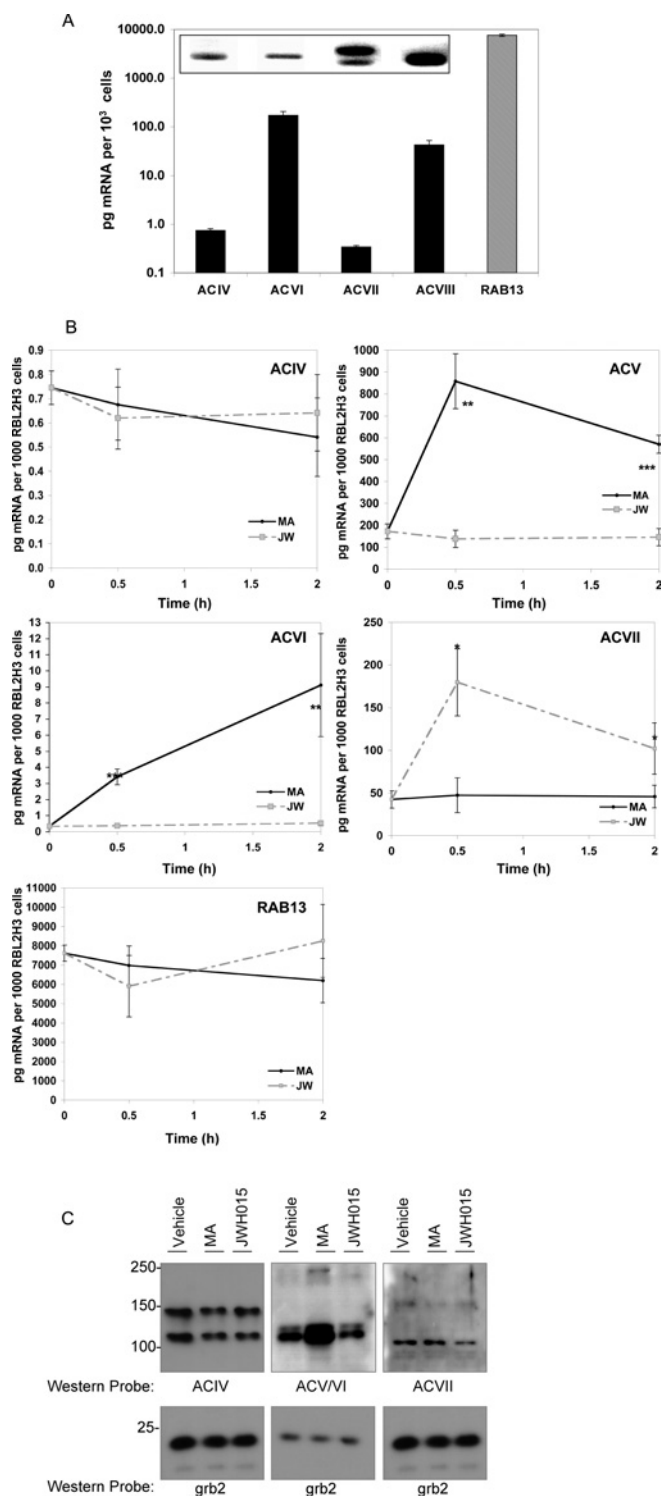 A
pg mRNA per 10³ cells
10000.0
1000.0
100.0
10.0
1.0
0.1
ACIV ACVI ACVII ACVIII RAB13
B
ACIV
pg mRNA per 1000 RBL2H3 cells
0.9
0.8
0.7
0.6
0.5
0.4
0.3
0.2
0.1
0.0
MA
JW
0 0.5 1 1.5 2
Time (h)
ACV
pg mRNA per 1000 RBL2H3 cells
1000
900
800
700
600
500
400
300
200
100
0
**
***
MA
JW
0 0.5 1 1.5 2
Time (h)
ACVI
pg mRNA per 1000 RBL2H3 cells
13
12
11
10
9
8
7
6
5
4
3
2
1
0
***
**
MA
JW
0 0.5 1 1.5 2
Time (h)
ACVII
pg mRNA per 1000 RBL2H3 cells
250
200
150
100
50
0
*
*
MA
JW
0 0.5 1 1.5 2
Time (h)
RAB13
pg mRNA per 1000 RBL2H3 cells
13000
12000
11000
10000
9000
8000
7000
6000
5000
4000
3000
2000
1000
0
MA
JW
0 0.5 1 1.5 2
Time (h)
C
Vehicle MA JWH015 Vehicle MA JWH015 Vehicle MA JWH015
250
150
100
Western Probe: ACIV ACV/VI ACVII
25-
Western Probe: grb2 grb2 grb2